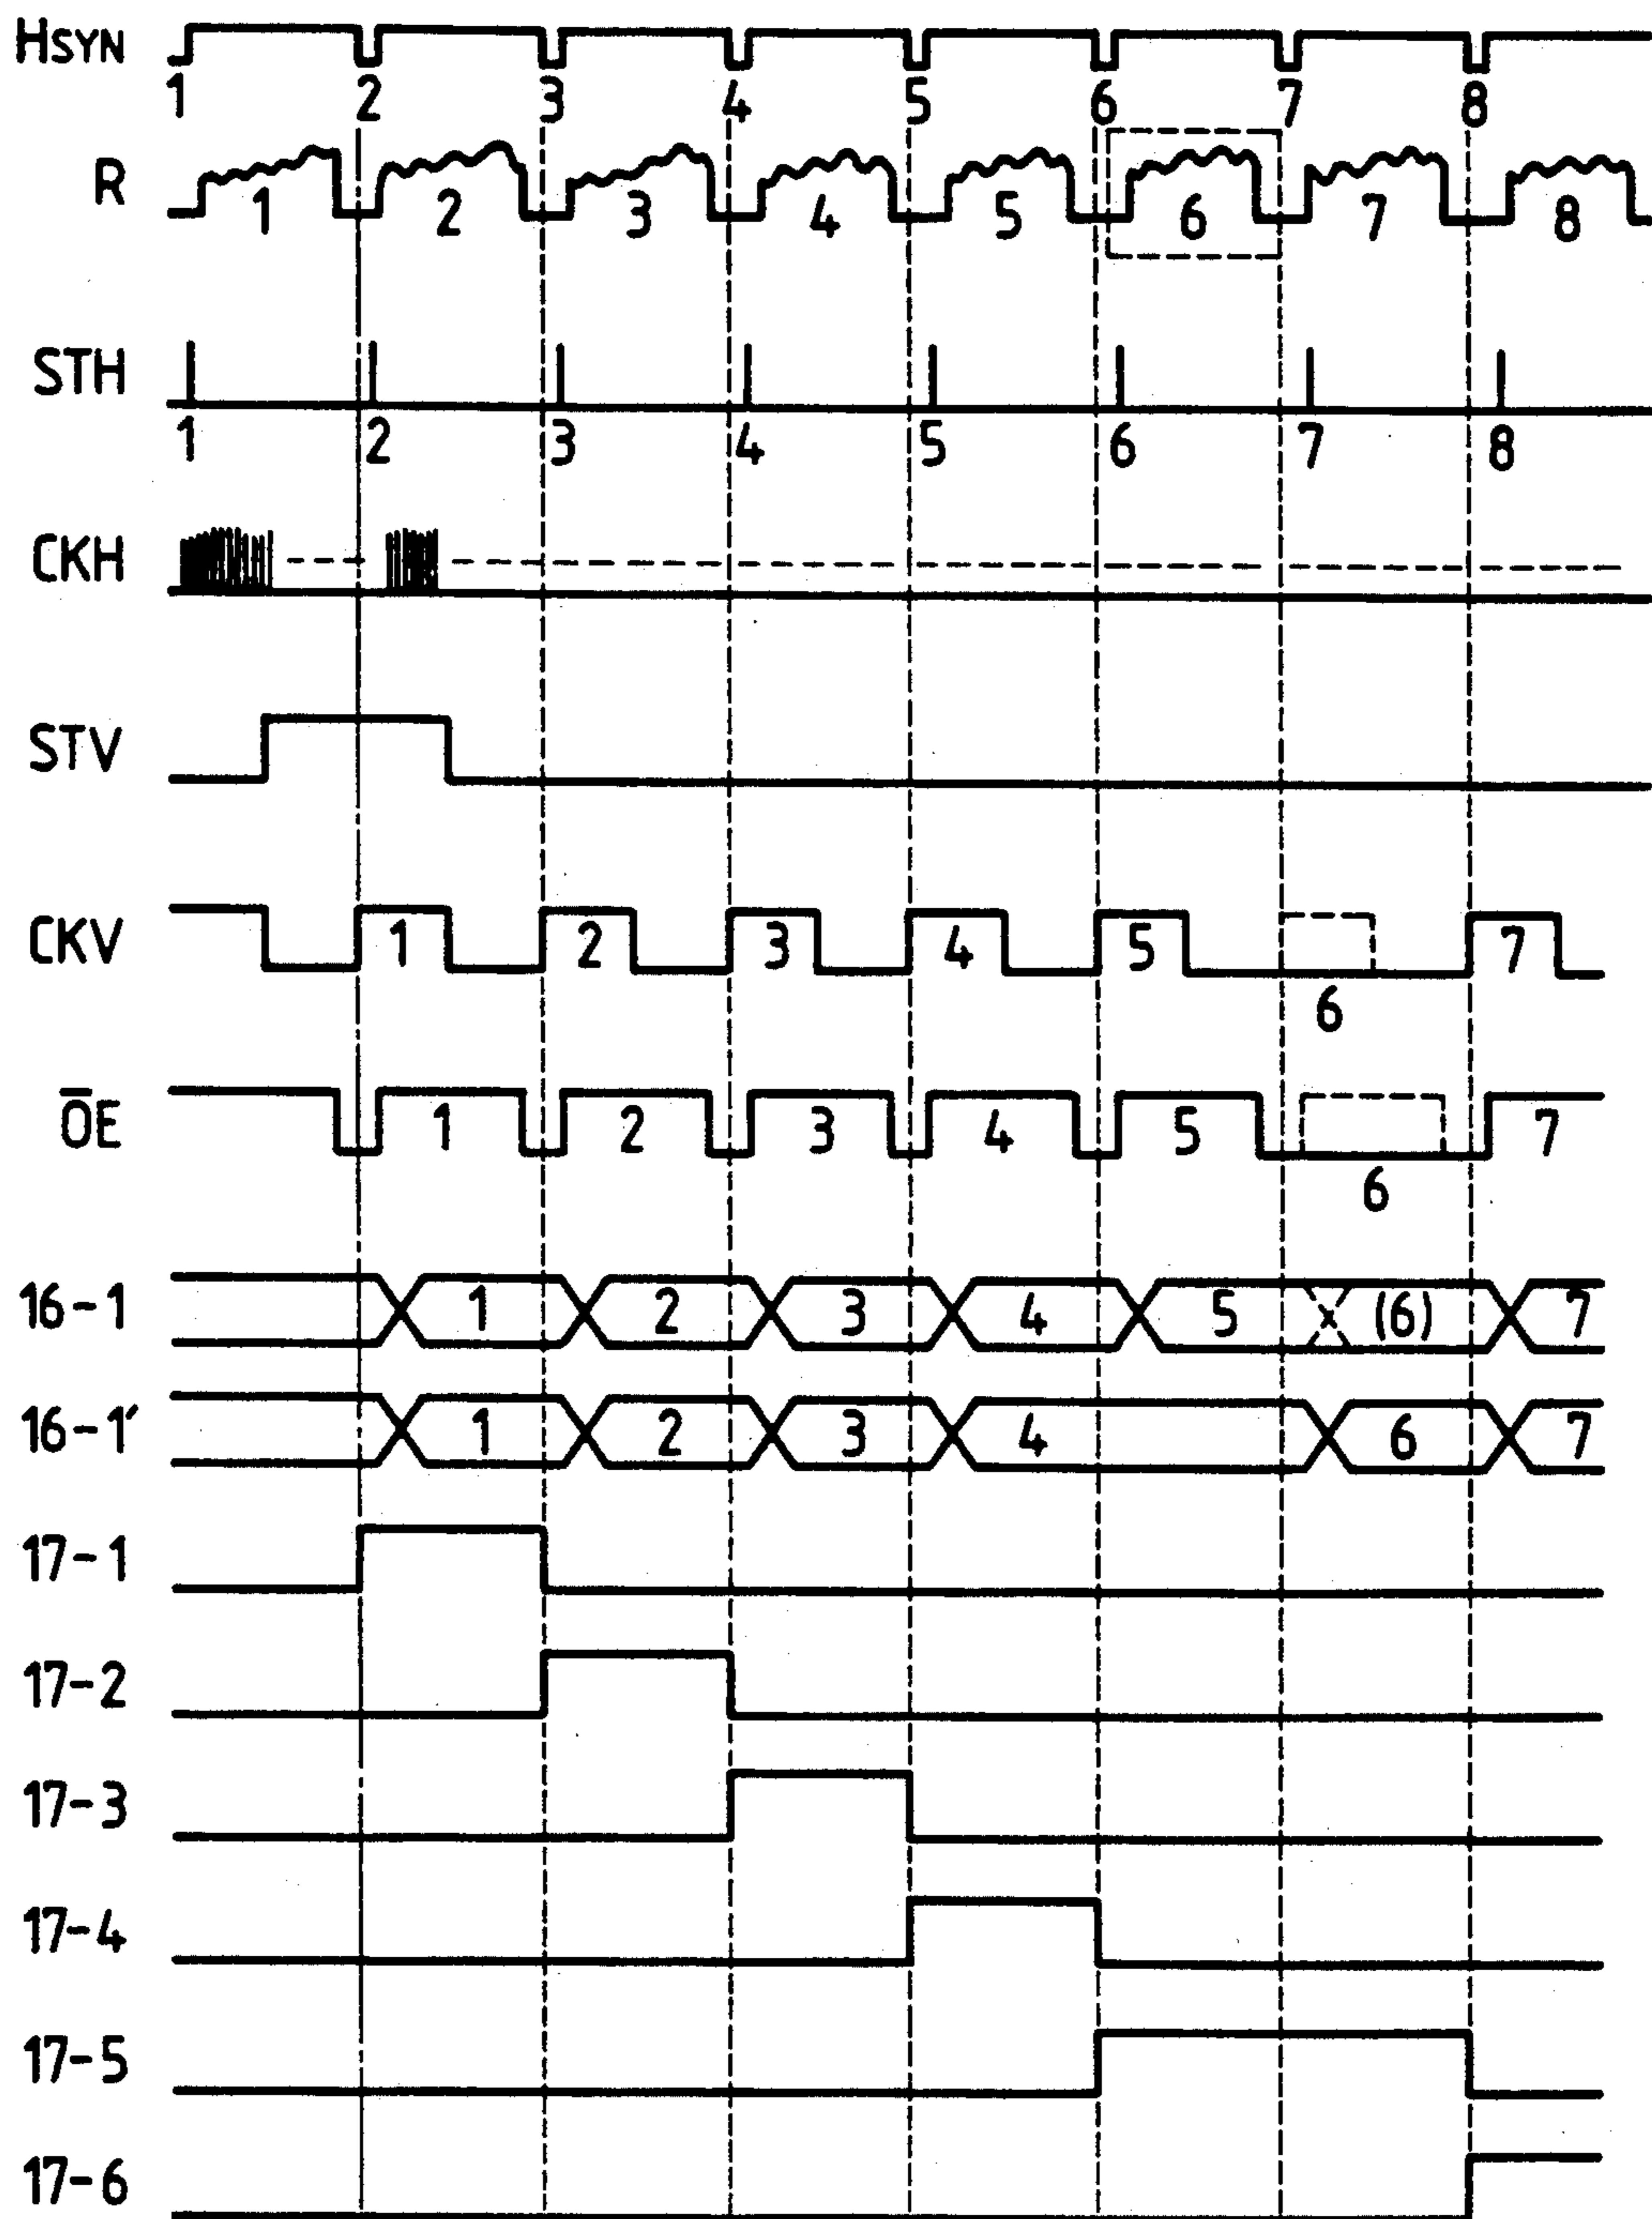 HSYN
1 2 3 4 5 6 7 8
R
1 2 3 4 5 6 7 8
STH
1 2 3 4 5 6 7 8
CKH
STV
CKV
1 2 3 4 5 6 7
O̅E
1 2 3 4 5 6 7
16-1
1 2 3 4 5 (6) 7
16-1′
1 2 3 4 6 7
17-1
17-2
17-3
17-4
17-5
17-6